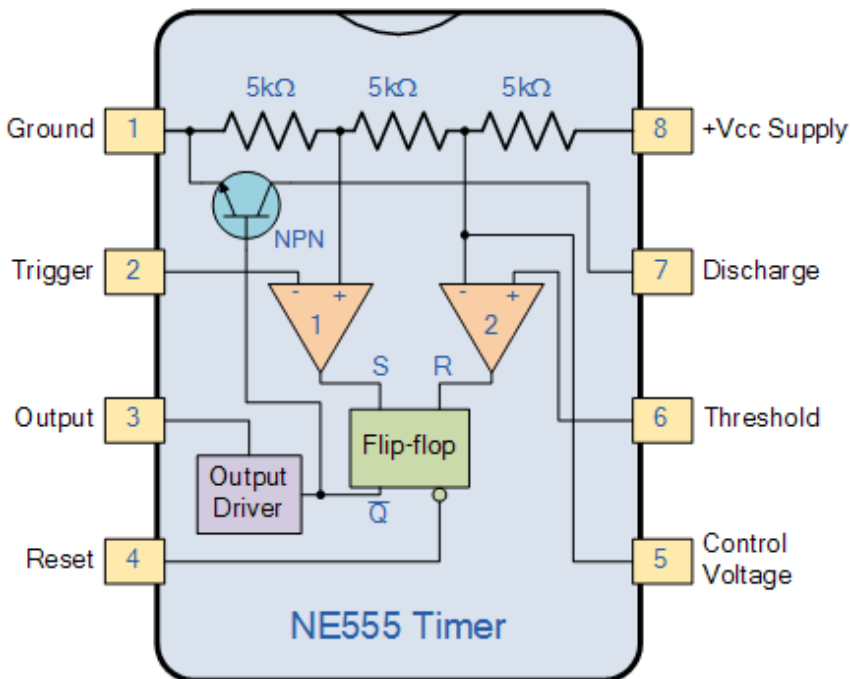 5kΩ 5kΩ 5kΩ
Ground 1
8 +Vcc Supply
NPN
Trigger 2
- +
- +
7 Discharge
1
2
S R
Output 3
6 Threshold
Flip-flop
Output
Driver
Q̅
Reset 4
5 Control
Voltage
NE555 Timer